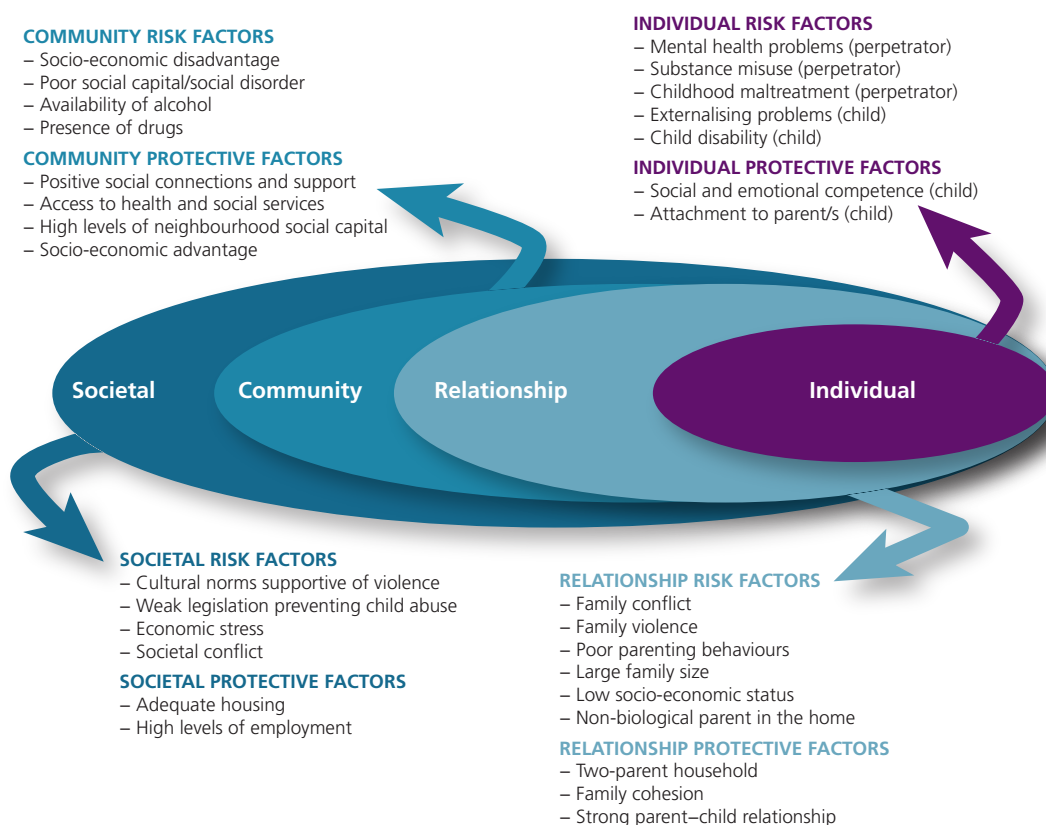 COMMUNITY RISK FACTORS
– Socio-economic disadvantage
– Poor social capital/social disorder
– Availability of alcohol
– Presence of drugs
COMMUNITY PROTECTIVE FACTORS
– Positive social connections and support
– Access to health and social services
– High levels of neighbourhood social capital
– Socio-economic advantage
INDIVIDUAL RISK FACTORS
– Mental health problems (perpetrator)
– Substance misuse (perpetrator)
– Childhood maltreatment (perpetrator)
– Externalising problems (child)
– Child disability (child)
INDIVIDUAL PROTECTIVE FACTORS
– Social and emotional competence (child)
– Attachment to parent/s (child)
Societal
Community
Relationship
Individual
SOCIETAL RISK FACTORS
– Cultural norms supportive of violence
– Weak legislation preventing child abuse
– Economic stress
– Societal conflict
SOCIETAL PROTECTIVE FACTORS
– Adequate housing
– High levels of employment
RELATIONSHIP RISK FACTORS
– Family conflict
– Family violence
– Poor parenting behaviours
– Large family size
– Low socio-economic status
– Non-biological parent in the home
RELATIONSHIP PROTECTIVE FACTORS
– Two-parent household
– Family cohesion
– Strong parent–child relationship